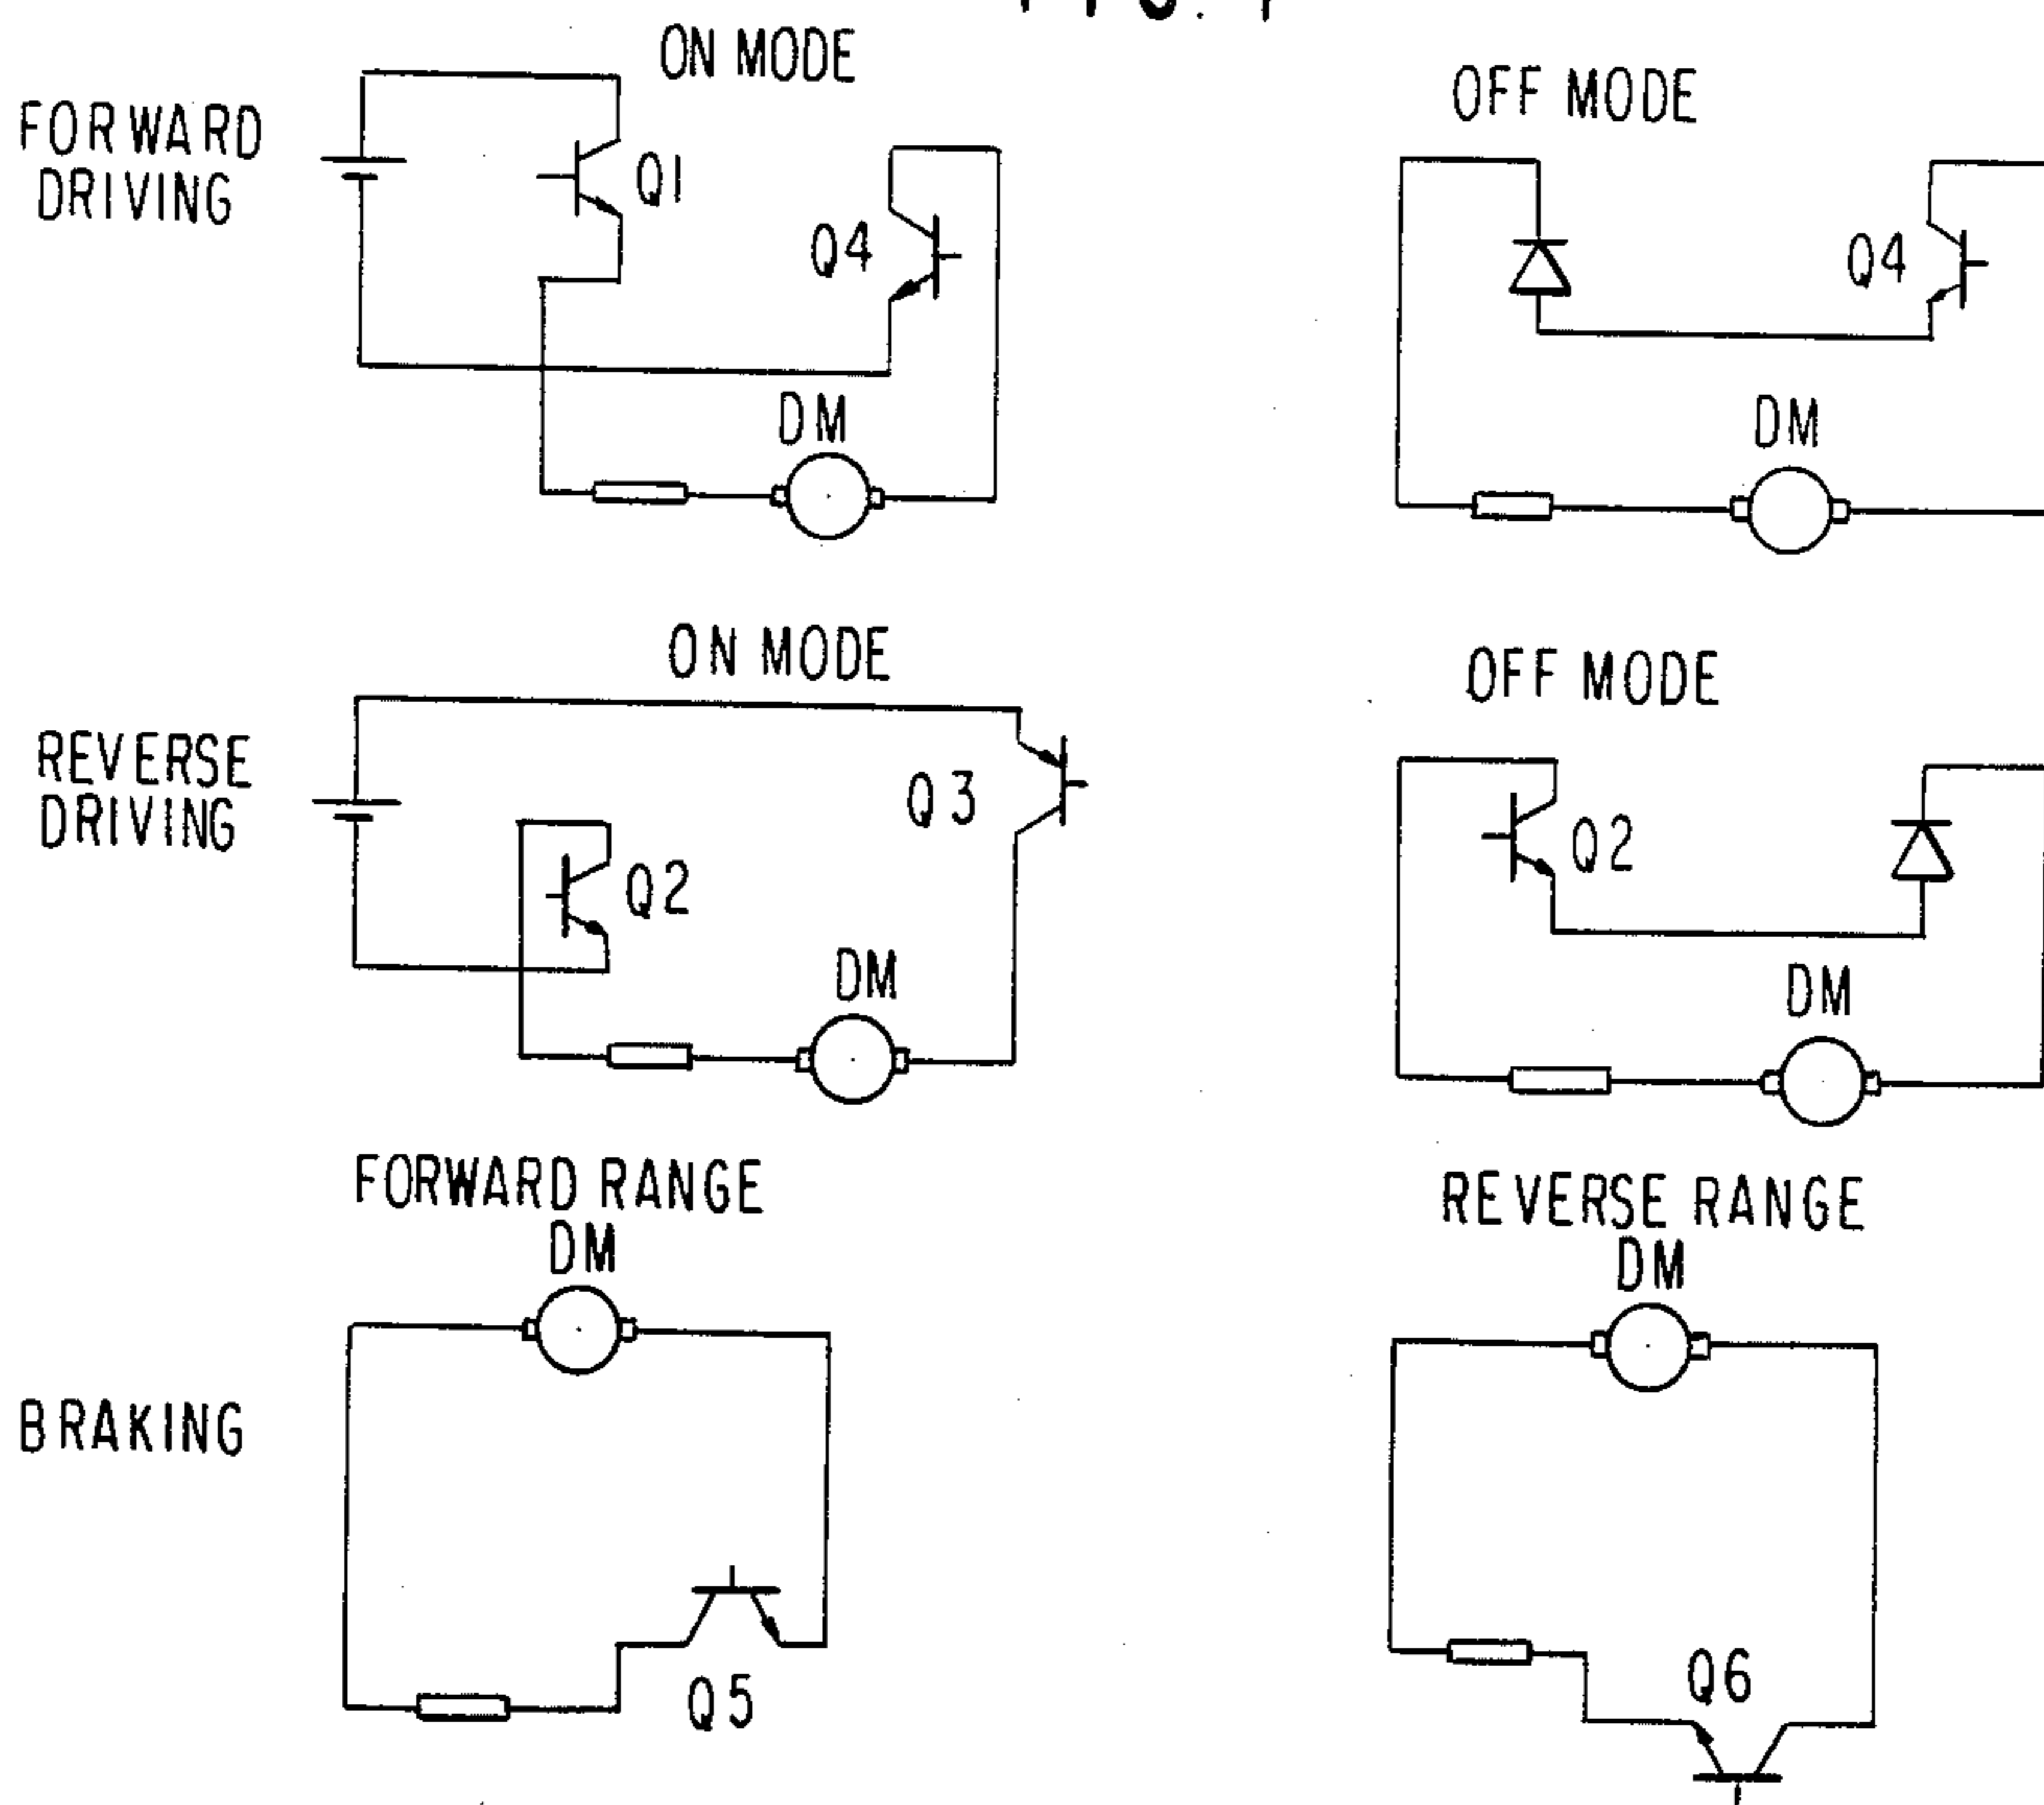 ON MODE
OFF MODE
FORWARD
DRIVING
Q1
Q4
Q4
DM
DM
ON MODE
OFF MODE
REVERSE
DRIVING
Q3
Q2
Q2
DM
DM
FORWARD RANGE
REVERSE RANGE
DM
DM
BRAKING
Q5
Q6